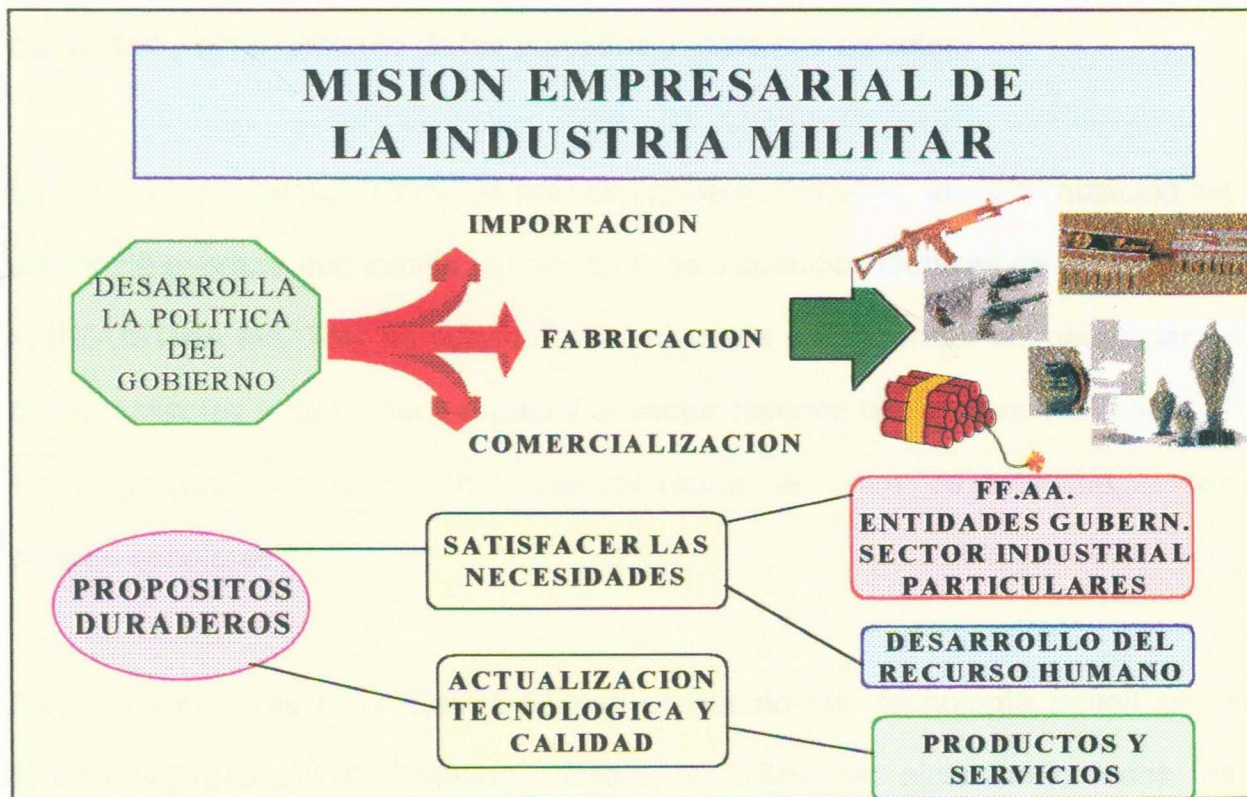 MISION EMPRESARIAL DE
LA INDUSTRIA MILITAR
IMPORTACION
DESARROLLA
LA POLITICA
DEL
GOBIERNO
FABRICACION
COMERCIALIZACION
PROPOSITOS
DURADEROS
SATISFACER LAS
NECESIDADES
FF.AA.
ENTIDADES GUBERN.
SECTOR INDUSTRIAL
PARTICULARES
DESARROLLO DEL
RECURSO HUMANO
ACTUALIZACION
TECNOLOGICA Y
CALIDAD
PRODUCTOS Y
SERVICIOS